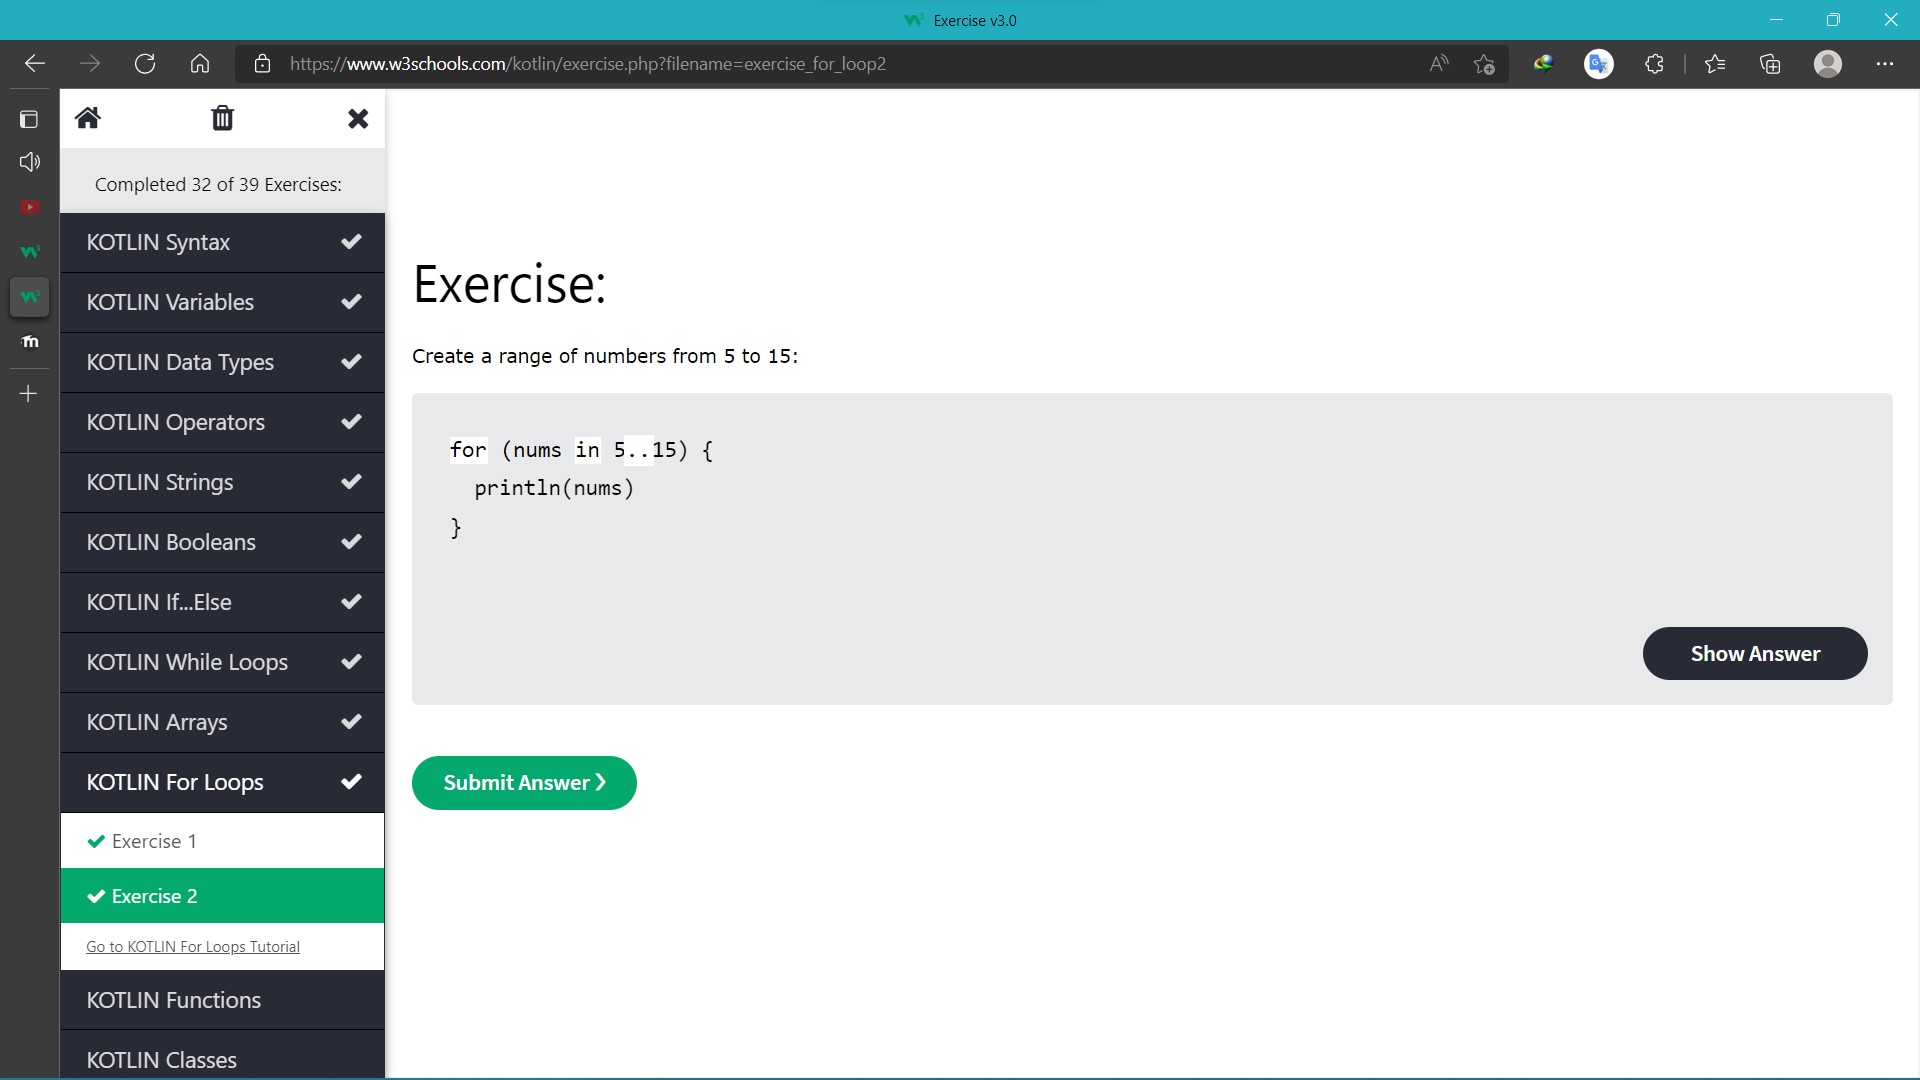 Exercise v3.0
https://www.w3schools.com/kotlin/exercise.php?filename=exercise_for_loop2
Completed 32 of 39 Exercises:
KOTLIN Syntax
KOTLIN Variables
KOTLIN Data Types
KOTLIN Operators
KOTLIN Strings
KOTLIN Booleans
KOTLIN If...Else
KOTLIN While Loops
KOTLIN Arrays
KOTLIN For Loops
Exercise 1
Exercise 2
Go to KOTLIN For Loops Tutorial
KOTLIN Functions
KOTLIN Classes
Exercise:
Create a range of numbers from 5 to 15:
for (nums in 5..15) {
println(nums)
}
Show Answer
Submit Answer ❯